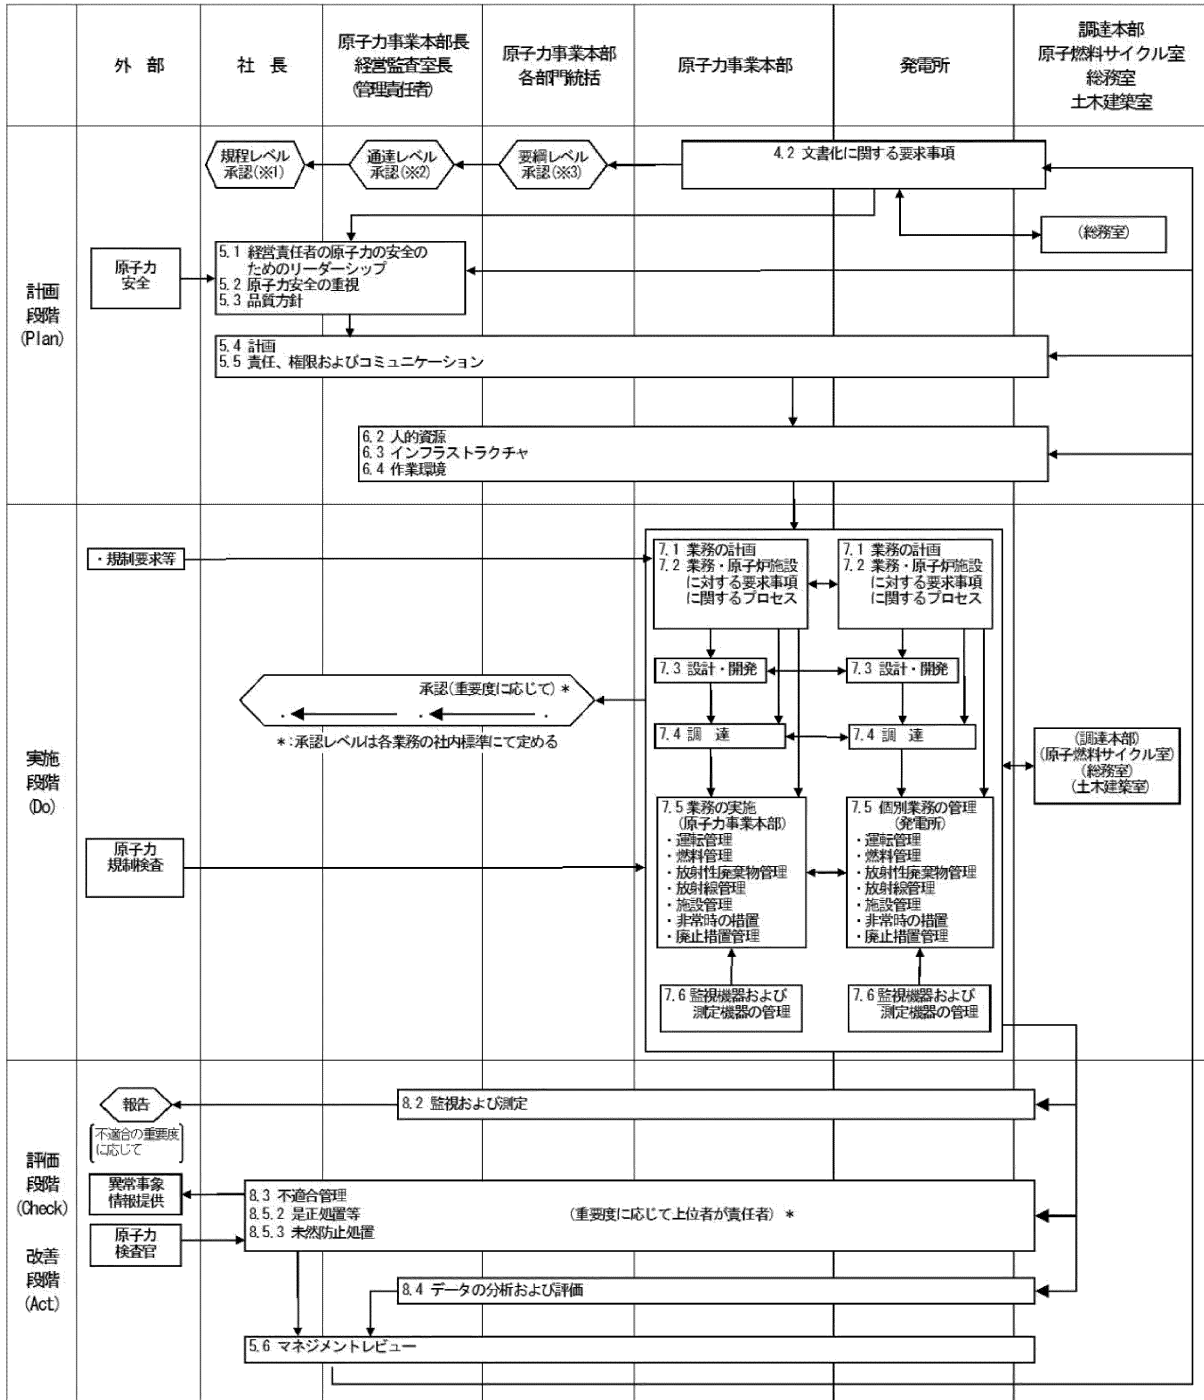 外 部
社 長
原子力事業本部長
経営監査室長
(管理責任者)
原子力事業本部
各部門統括
原子力事業本部
発電所
調達本部
原子燃料サイクル室
総務室
土木建築室
計画
段階
(Plan)
規程レベル
承認(※1)
通達レベル
承認(※2)
要綱レベル
承認(※3)
4.2 文書化に関する要求事項
(総務室)
原子力
安全
5.1 経営責任者の原子力の安全の
ためのリーダーシップ
5.2 原子力安全の重視
5.3 品質方針
5.4 計画
5.5 責任、権限およびコミュニケーション
6.2 人的資源
6.3 インフラストラクチャ
6.4 作業環境
実施
段階
(Do)
・規制要求等
7.1 業務の計画
7.2 業務・原子炉施設
に対する要求事項
に関するプロセス
7.1 業務の計画
7.2 業務・原子炉施設
に対する要求事項
に関するプロセス
7.3 設計・開発
7.3 設計・開発
承認(重要度に応じて) *
*:承認レベルは各業務の社内標準にて定める
7.4 調 達
7.4 調 達
(調達本部)
(原子燃料サイクル室)
(総務室)
(土木建築室)
原子力
規制検査
7.5 業務の実施
(原子力事業本部)
・運転管理
・燃料管理
・放射性廃棄物管理
・放射線管理
・施設管理
・非常時の措置
・廃止措置管理
7.5 個別業務の管理
(発電所)
・運転管理
・燃料管理
・放射性廃棄物管理
・放射線管理
・施設管理
・非常時の措置
・廃止措置管理
7.6 監視機器および
測定機器の管理
7.6 監視機器および
測定機器の管理
評価
段階
(Check)
改善
段階
(Act)
報告
不適合の重要度
に応じて
8.2 監視および測定
異常事象
情報提供
原子力
検査官
8.3 不適合管理
8.5.2 是正処置等
8.5.3 未然防止処置
(重要度に応じて上位者が責任者) *
8.4 データの分析および評価
5.6 マネジメントレビュー